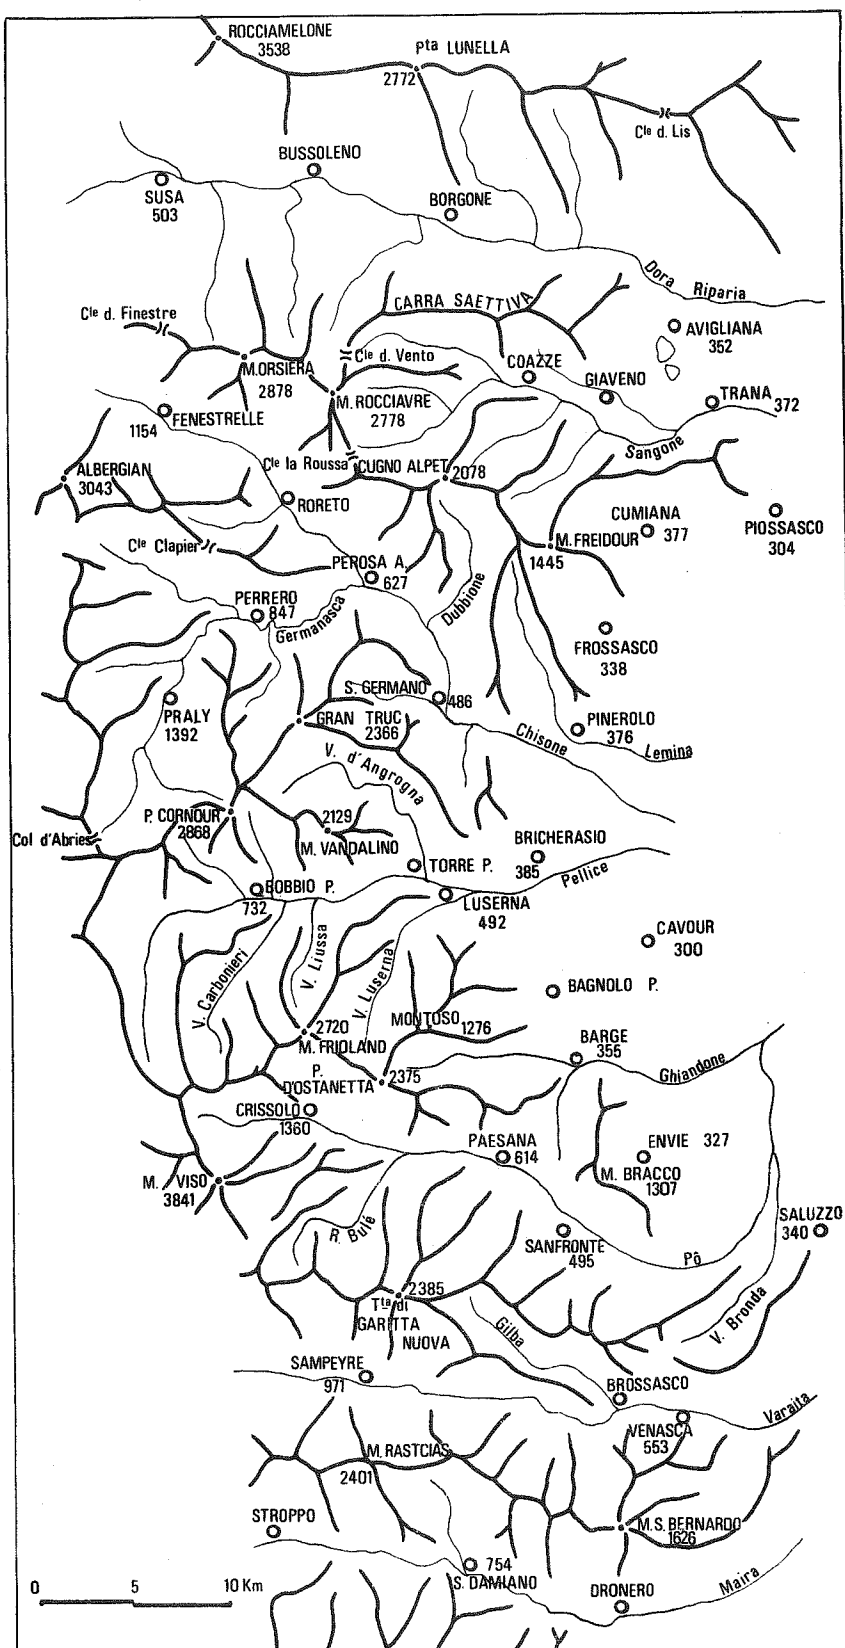 ROCCIAMELONE
3538
Pta LUNELLA
2772
Cle d. Lis
BUSSOLENO
SUSA
503
BORGONE
Dora Riparia
Cle d. Finestre
CARRA SAETTIVA
AVIGLIANA
352
Cle d. Vento
M.ORSIERA
2878
COAZZE
GIAVENO
M. ROCCIAVRE
2778
TRANA 372
FENESTRELLE
1154
Sangone
Cle la Roussa
CUGNO ALPET
2078
ALBERGIAN
3043
RORETO
CUMIANA
377
PIOSSASCO
304
Cle Clapier
M. FREIDOUR
1445
PEROSA A.
627
PERRERO
847
Germanasca
Dubbione
FROSSASCO
338
S. GERMANO
486
PRALY
1392
GRAN TRUC
2366
PINEROLO
376
Chisone
Lemina
V. d'Angrogna
P. CORNOUR
2868
2129
M. VANDALINO
Col d'Abries
BRICHERASIO
385
TORRE P.
Pellice
BOBBIO P.
732
LUSERNA
492
CAVOUR
300
V. Carbonieri
V. Liussa
V. Luserna
BAGNOLO P.
MONTOSO 1276
2720
M. FRIOLAND
BARGE
355
Ghiandone
P.
D'OSTANETTA
2375
CRISSOLO
1360
PAESANA
614
ENVIE 327
M. BRACCO
1307
M. VISO
3841
SALUZZO
340
R. Bulé
SANFRONTE
495
Pô
2385
Tta di
GARITTA
NUOVA
Gilba
V. Bronda
SAMPEYRE
971
BROSSASCO
Varaita
VENASCA
553
M. RASTCIAS
2401
STROPPO
M.S. BERNARDO
1626
754
S. DAMIANO
DRONERO
Maira
0 5 10 Km